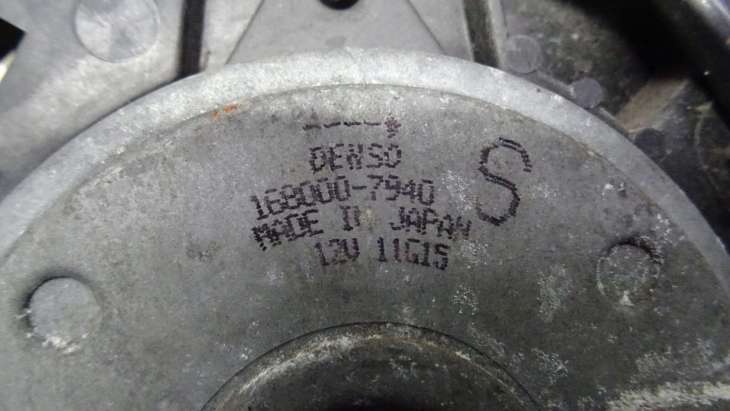 DENSO
168000-7940 S
MADE IN JAPAN
12V 11G15